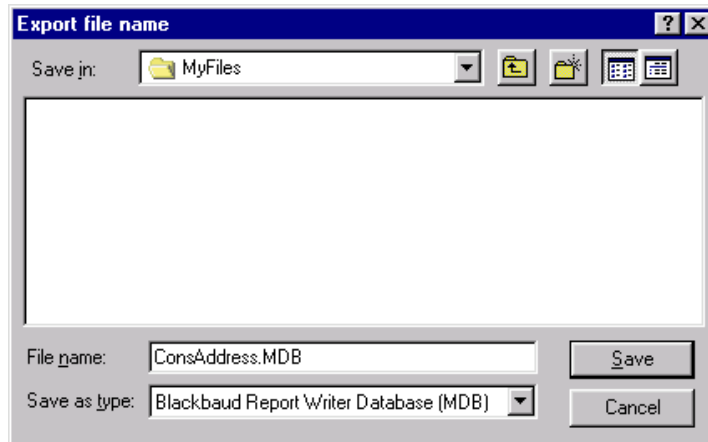 Export file name
Save in: MyFiles
File name: ConsAddress.MDB
Save
Save as type: Blackbaud Report Writer Database (MDB)
Cancel